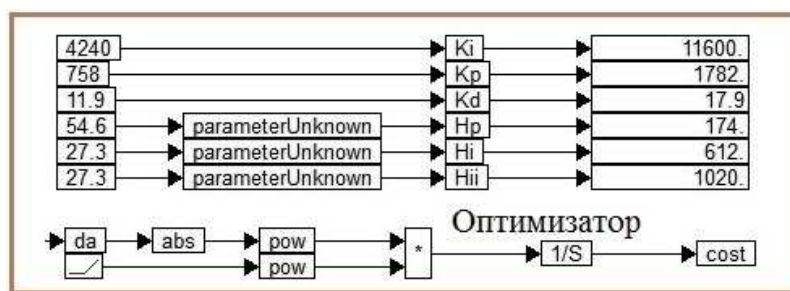 4240 Ki 11600.
758 Kp 1782.
11.9 Kd 17.9
54.6 parameterUnknown Hp 174.
27.3 parameterUnknown Hi 612.
27.3 parameterUnknown Hii 1020.
Оптимизатор
da abs pow * 1/S cost
pow